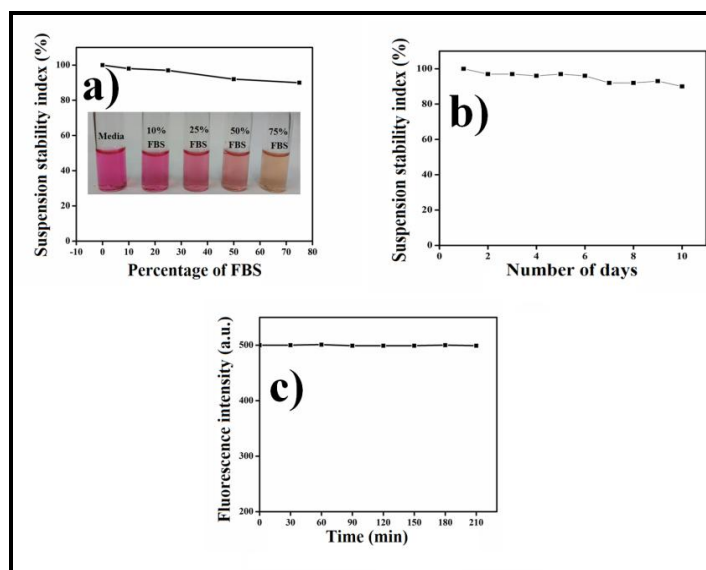 a)
Suspension stability index (%)
100
80
60
40
20
0
Media
10% FBS
25% FBS
50% FBS
75% FBS
-10 0 10 20 30 40 50 60 70 80
Percentage of FBS
b)
Suspension stability index (%)
100
80
60
40
20
0
0 2 4 6 8 10
Number of days
c)
Fluorescence intensity (a.u.)
500
400
300
200
0 30 60 90 120 150 180 210
Time (min)